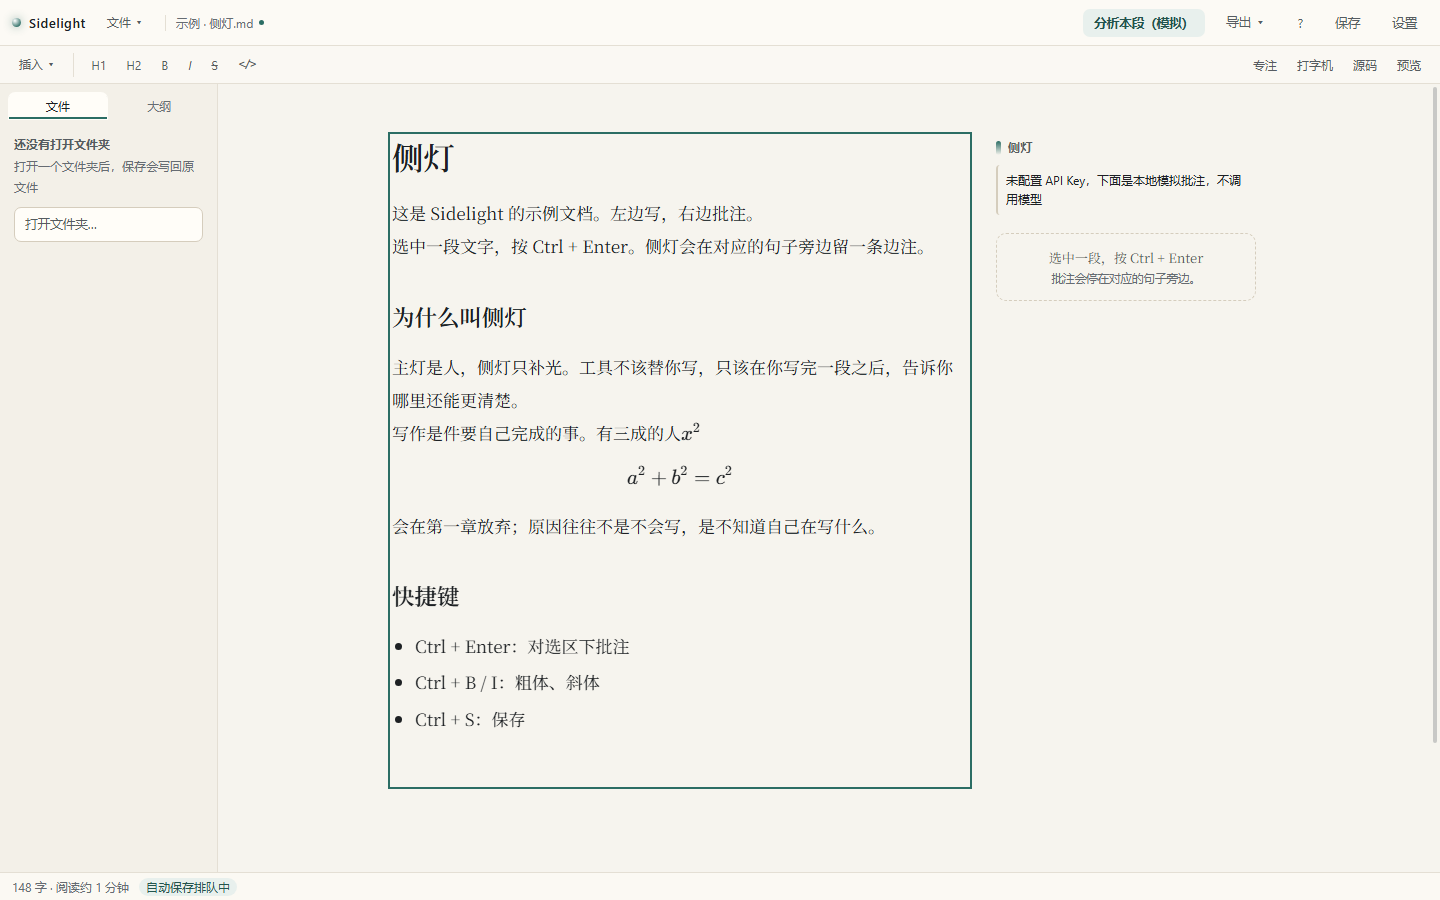 Sidelight 文件 示例 · 侧灯.md 分析本段（模拟） 导出 ? 保存 设置
插入 H1 H2 B I S </> 专注 打字机 源码 预览
文件 大纲
还没有打开文件夹
打开一个文件夹后，保存会写回原
文件
打开文件夹...
侧灯
这是 Sidelight 的示例文档。左边写，右边批注。
选中一段文字，按 Ctrl + Enter。侧灯会在对应的句子旁边留一条边注。
为什么叫侧灯
主灯是人，侧灯只补光。工具不该替你写，只该在你写完一段之后，告诉你
哪里还能更清楚。
写作是件要自己完成的事。有三成的人x²
a² + b² = c²
会在第一章放弃；原因往往不是不会写，是不知道自己在写什么。
快捷键
Ctrl + Enter：对选区下批注
Ctrl + B / I：粗体、斜体
Ctrl + S：保存
侧灯
未配置 API Key，下面是本地模拟批注，不调
用模型
选中一段，按 Ctrl + Enter
批注会停在对应的句子旁边。
148 字 · 阅读约 1 分钟 自动保存排队中